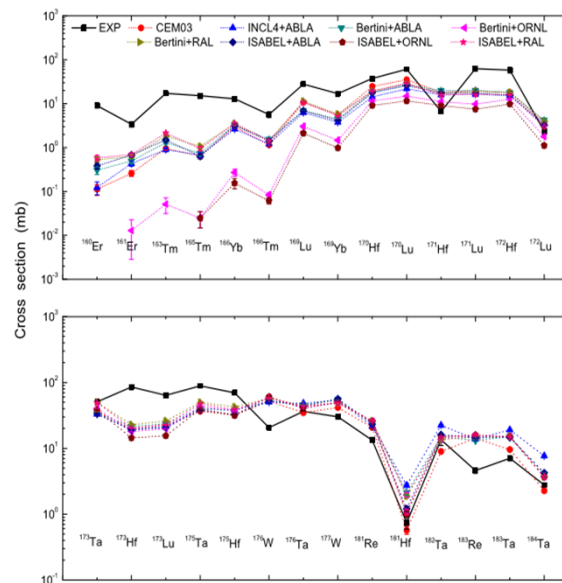 EXP CEM03 INCL4+ABLA Bertini+ABLA Bertini+ORNL
Bertini+RAL ISABEL+ABLA ISABEL+ORNL ISABEL+RAL
10³
10²
10¹
10⁰
10⁻¹
10⁻²
10⁻³
¹⁶⁰Er ¹⁶¹Er ¹⁶³Tm ¹⁶⁵Tm ¹⁶⁶Yb ¹⁶⁶Tm ¹⁶⁹Lu ¹⁶⁹Yb ¹⁷⁰Hf ¹⁷⁰Lu ¹⁷¹Hf ¹⁷¹Lu ¹⁷²Hf ¹⁷²Lu
Cross section (mb)
10³
10²
10¹
10⁰
10⁻¹
¹⁷³Ta ¹⁷³Hf ¹⁷³Lu ¹⁷⁵Ta ¹⁷⁵Hf ¹⁷⁶W ¹⁷⁶Ta ¹⁷⁷W ¹⁸¹Re ¹⁸¹Hf ¹⁸²Ta ¹⁸³Re ¹⁸³Ta ¹⁸⁴Ta